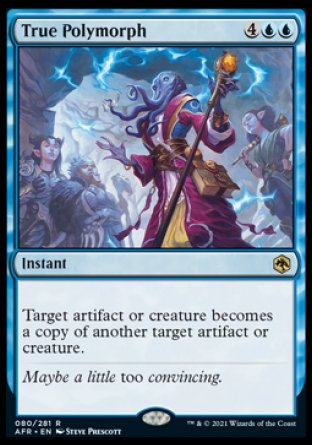 True Polymorph 4
Instant
Target artifact or creature becomes
a copy of another target artifact or
creature.
Maybe a little too convincing.
080/281 R
AFR • EN Steve Prescott
™ & © 2021 Wizards of the Coast